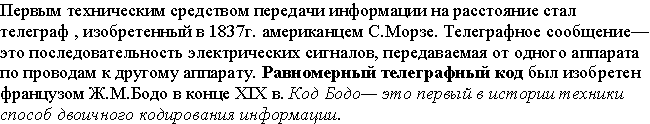 Первым техническим средством передачи информации на расстояние стал
телеграф , изобретенный в 1837г. американцем С.Морзе. Телеграфное сообщение—
это последовательность электрических сигналов, передаваемая от одного аппарата
по проводам к другому аппарату. Равномерный телеграфный код был изобретен
французом Ж.М.Бодо в конце XIX в. Код Бодо— это первый в истории техники
способ двоичного кодирования информации.